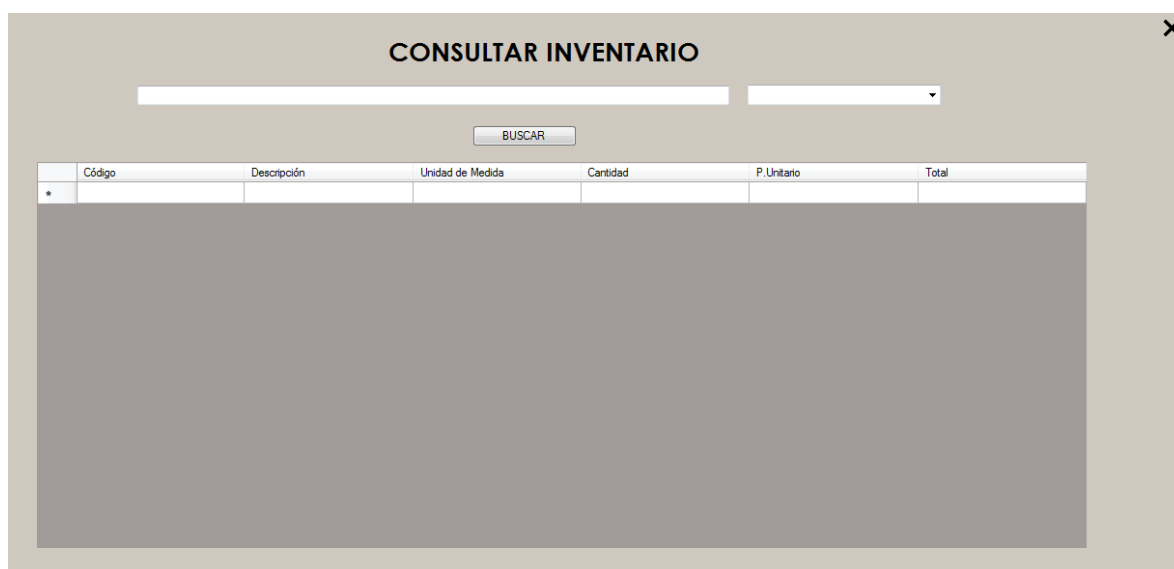 CONSULTAR INVENTARIO
BUSCAR
Código Descripción Unidad de Medida Cantidad P.Unitario Total
*